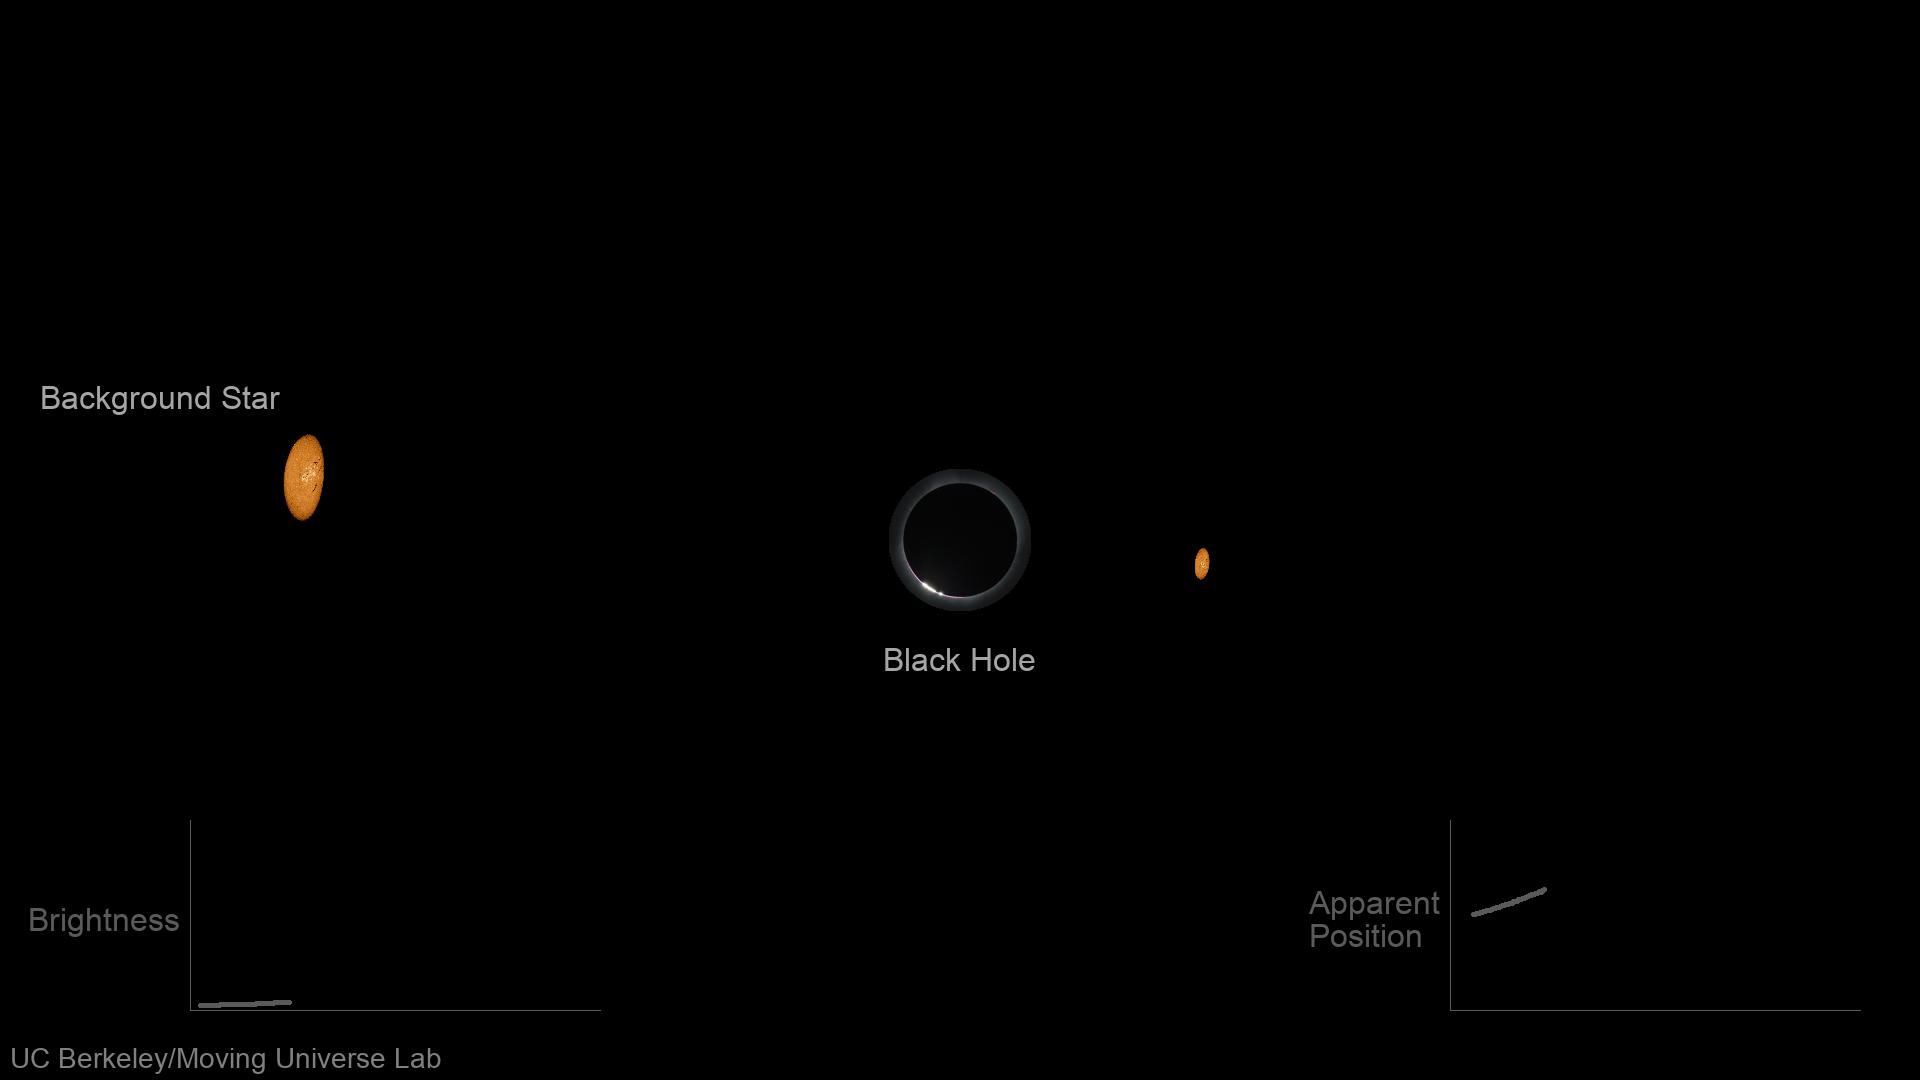 Background Star
Black Hole
Brightness
Apparent
Position
UC Berkeley/Moving Universe Lab